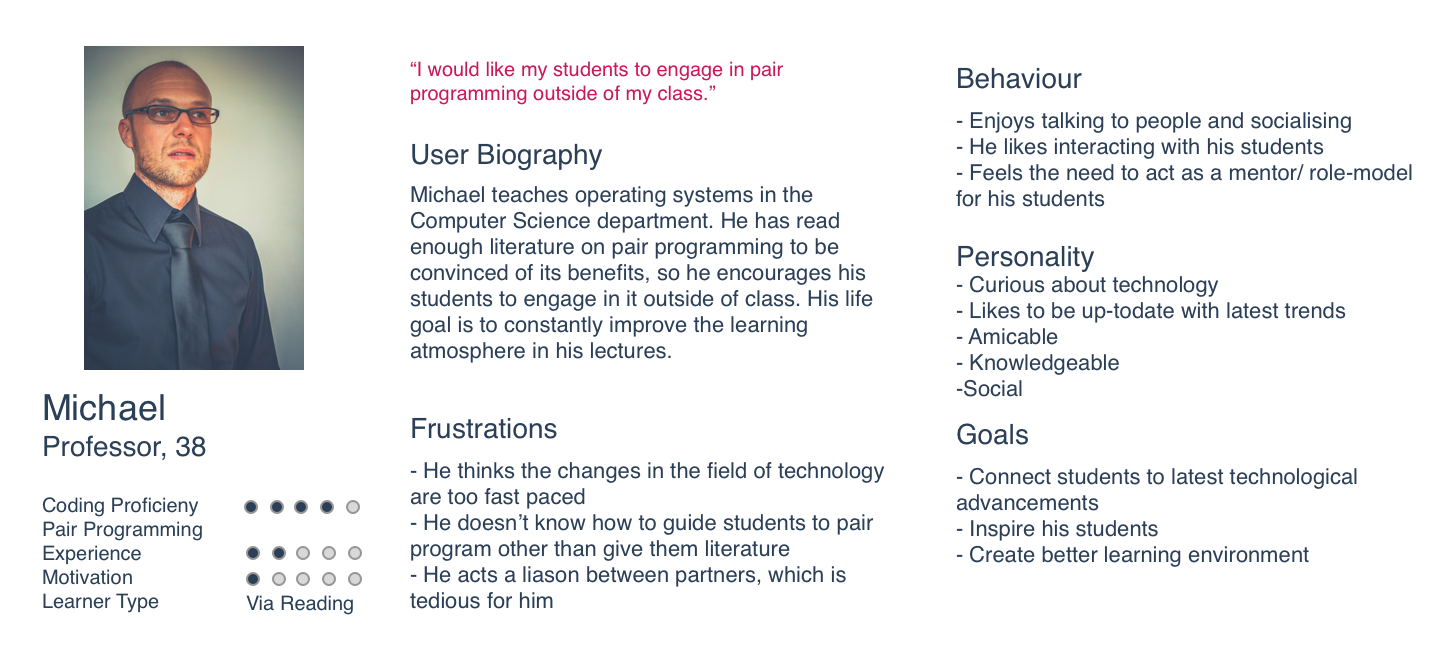 Michael
Professor, 38
Coding Proficieny
Pair Programming
Experience
Motivation
Learner Type
Via Reading
“I would like my students to engage in pair
programming outside of my class.”
User Biography
Michael teaches operating systems in the
Computer Science department. He has read
enough literature on pair programming to be
convinced of its benefits, so he encourages his
students to engage in it outside of class. His life
goal is to constantly improve the learning
atmosphere in his lectures.
Frustrations
- He thinks the changes in the field of technology
are too fast paced
- He doesn’t know how to guide students to pair
program other than give them literature
- He acts a liason between partners, which is
tedious for him
Behaviour
- Enjoys talking to people and socialising
- He likes interacting with his students
- Feels the need to act as a mentor/ role-model
for his students
Personality
- Curious about technology
- Likes to be up-todate with latest trends
- Amicable
- Knowledgeable
-Social
Goals
- Connect students to latest technological
advancements
- Inspire his students
- Create better learning environment